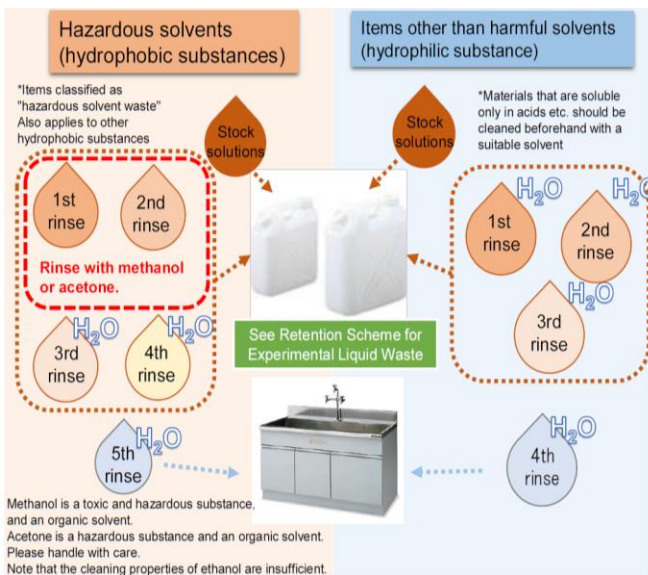 Hazardous solvents
(hydrophobic substances)
*Items classified as
"hazardous solvent waste"
Also applies to other
hydrophobic substances
Stock
solutions
1st
rinse
2nd
rinse
Rinse with methanol
or acetone.
3rd
rinse
H₂O
4th
rinse
H₂O
5th
rinse
H₂O
Methanol is a toxic and hazardous substance,
and an organic solvent.
Acetone is a hazardous substance and an organic solvent.
Please handle with care.
Note that the cleaning properties of ethanol are insufficient.
See Retention Scheme for
Experimental Liquid Waste
Items other than harmful solvents
(hydrophilic substance)
Stock
solutions
*Materials that are soluble
only in acids etc. should be
cleaned beforehand with a
suitable solvent
1st
rinse
H₂O
2nd
rinse
H₂O
3rd
rinse
H₂O
4th
rinse
H₂O